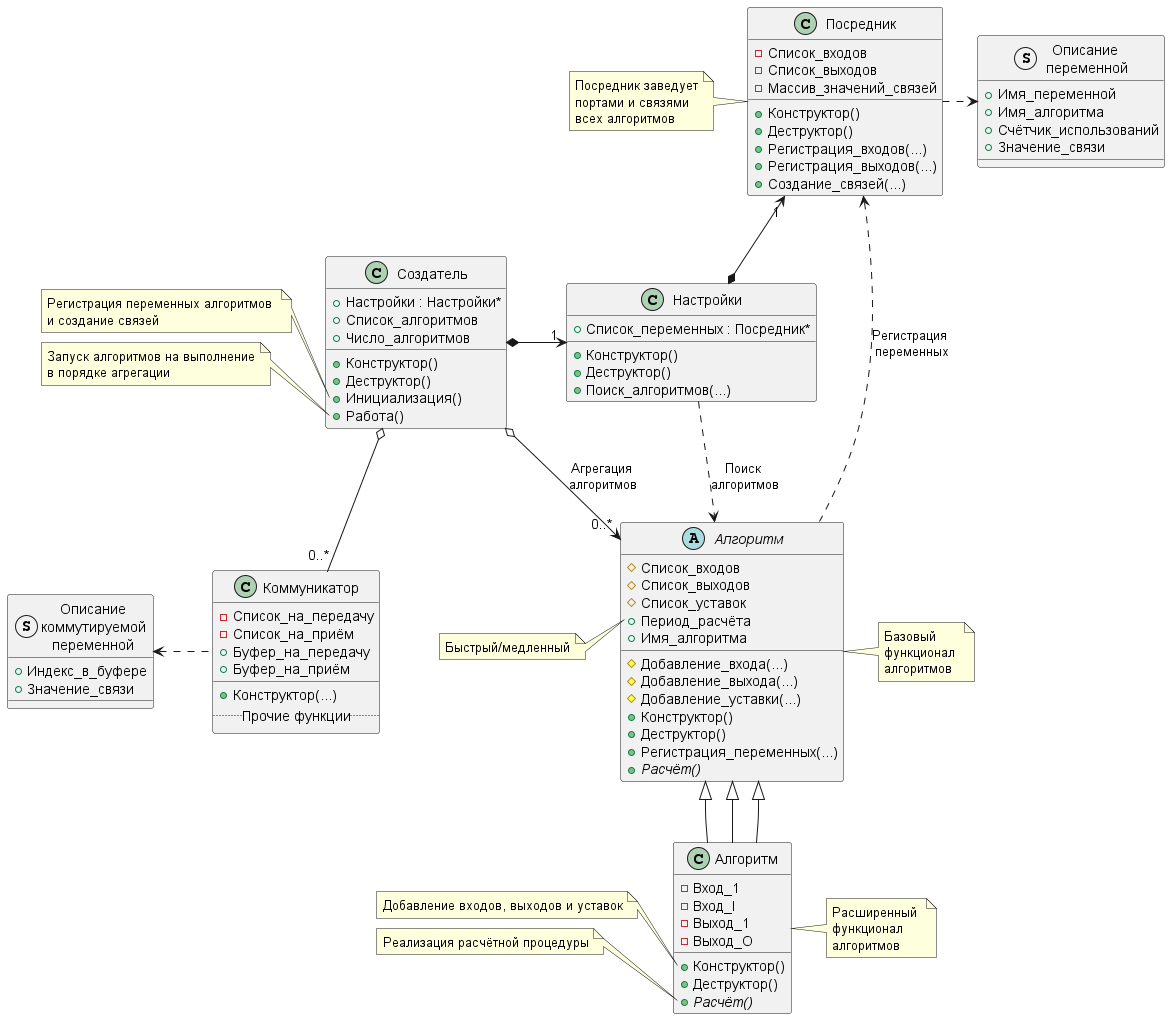 C Посредник
Список_входов
Список_выходов
Массив_значений_связей
Конструктор()
Деструктор()
Регистрация_входов(...)
Регистрация_выходов(...)
Создание_связей(...)
S Описание
переменной
Имя_переменной
Имя_алгоритма
Счётчик_использований
Значение_связи
Посредник заведует
портами и связями
всех алгоритмов
1
C Создатель
Настройки : Настройки*
Список_алгоритмов
Число_алгоритмов
Конструктор()
Деструктор()
Инициализация()
Работа()
Регистрация переменных алгоритмов
и создание связей
Запуск алгоритмов на выполнение
в порядке агрегации
1
C Настройки
Список_переменных : Посредник*
Конструктор()
Деструктор()
Поиск_алгоритмов(...)
Регистрация
переменных
Агрегация
алгоритмов
Поиск
алгоритмов
0..*
0..*
A Алгоритм
Список_входов
Список_выходов
Список_уставок
Период_расчёта
Имя_алгоритма
Добавление_входа(...)
Добавление_выхода(...)
Добавление_уставки(...)
Конструктор()
Деструктор()
Регистрация_переменных(...)
Расчёт()
Быстрый/медленный
Базовый
функционал
алгоритмов
C Коммуникатор
Список_на_передачу
Список_на_приём
Буфер_на_передачу
Буфер_на_приём
Конструктор(...)
Прочие функции
S Описание
коммутируемой
переменной
Индекс_в_буфере
Значение_связи
C Алгоритм
Вход_1
Вход_I
Выход_1
Выход_O
Конструктор()
Деструктор()
Расчёт()
Добавление входов, выходов и уставок
Реализация расчётной процедуры
Расширенный
функционал
алгоритмов